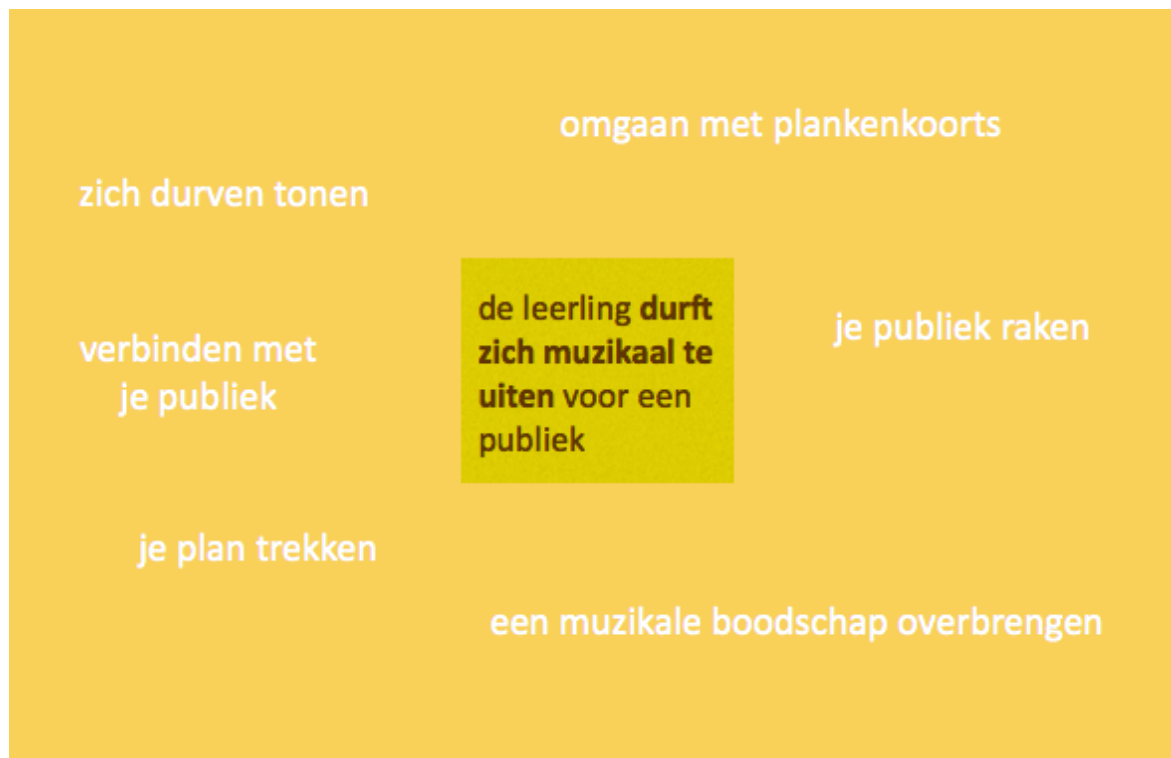 omgaan met plankenkoorts
zich durven tonen
de leerling durft
zich muzikaal te
uiten voor een
publiek
je publiek raken
verbinden met
je publiek
je plan trekken
een muzikale boodschap overbrengen